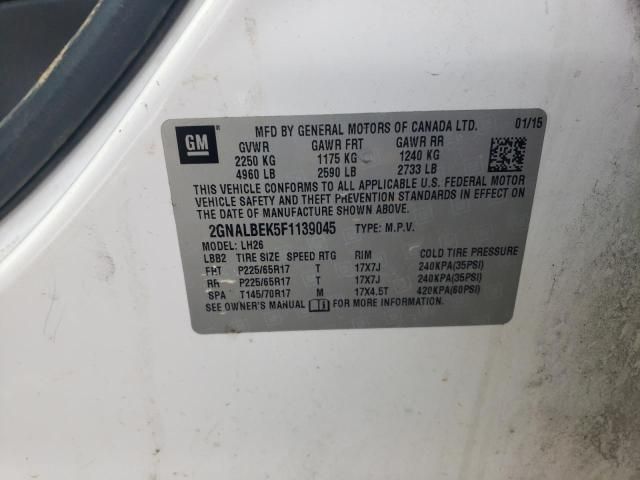 GM
MFD BY GENERAL MOTORS OF CANADA LTD. 01/15
GVWR GAWR FRT GAWR RR
2250 KG 1175 KG 1240 KG
4960 LB 2590 LB 2733 LB
THIS VEHICLE CONFORMS TO ALL APPLICABLE U.S. FEDERAL MOTOR
VEHICLE SAFETY AND THEFT PREVENTION STANDARDS IN EFFECT ON
THE DATE OF MANUFACTURE SHOWN ABOVE.
2GNALBEK5F1139045 TYPE: M.P.V.
MODEL: LH26
LBB2 TIRE SIZE SPEED RTG RIM COLD TIRE PRESSURE
FRT P225/65R17 T 17X7J 240KPA(35PSI)
RR P225/65R17 T 17X7J 240KPA(35PSI)
SPA T145/70R17 M 17X4.5T 420KPA(60PSI)
SEE OWNER'S MANUAL FOR MORE INFORMATION.